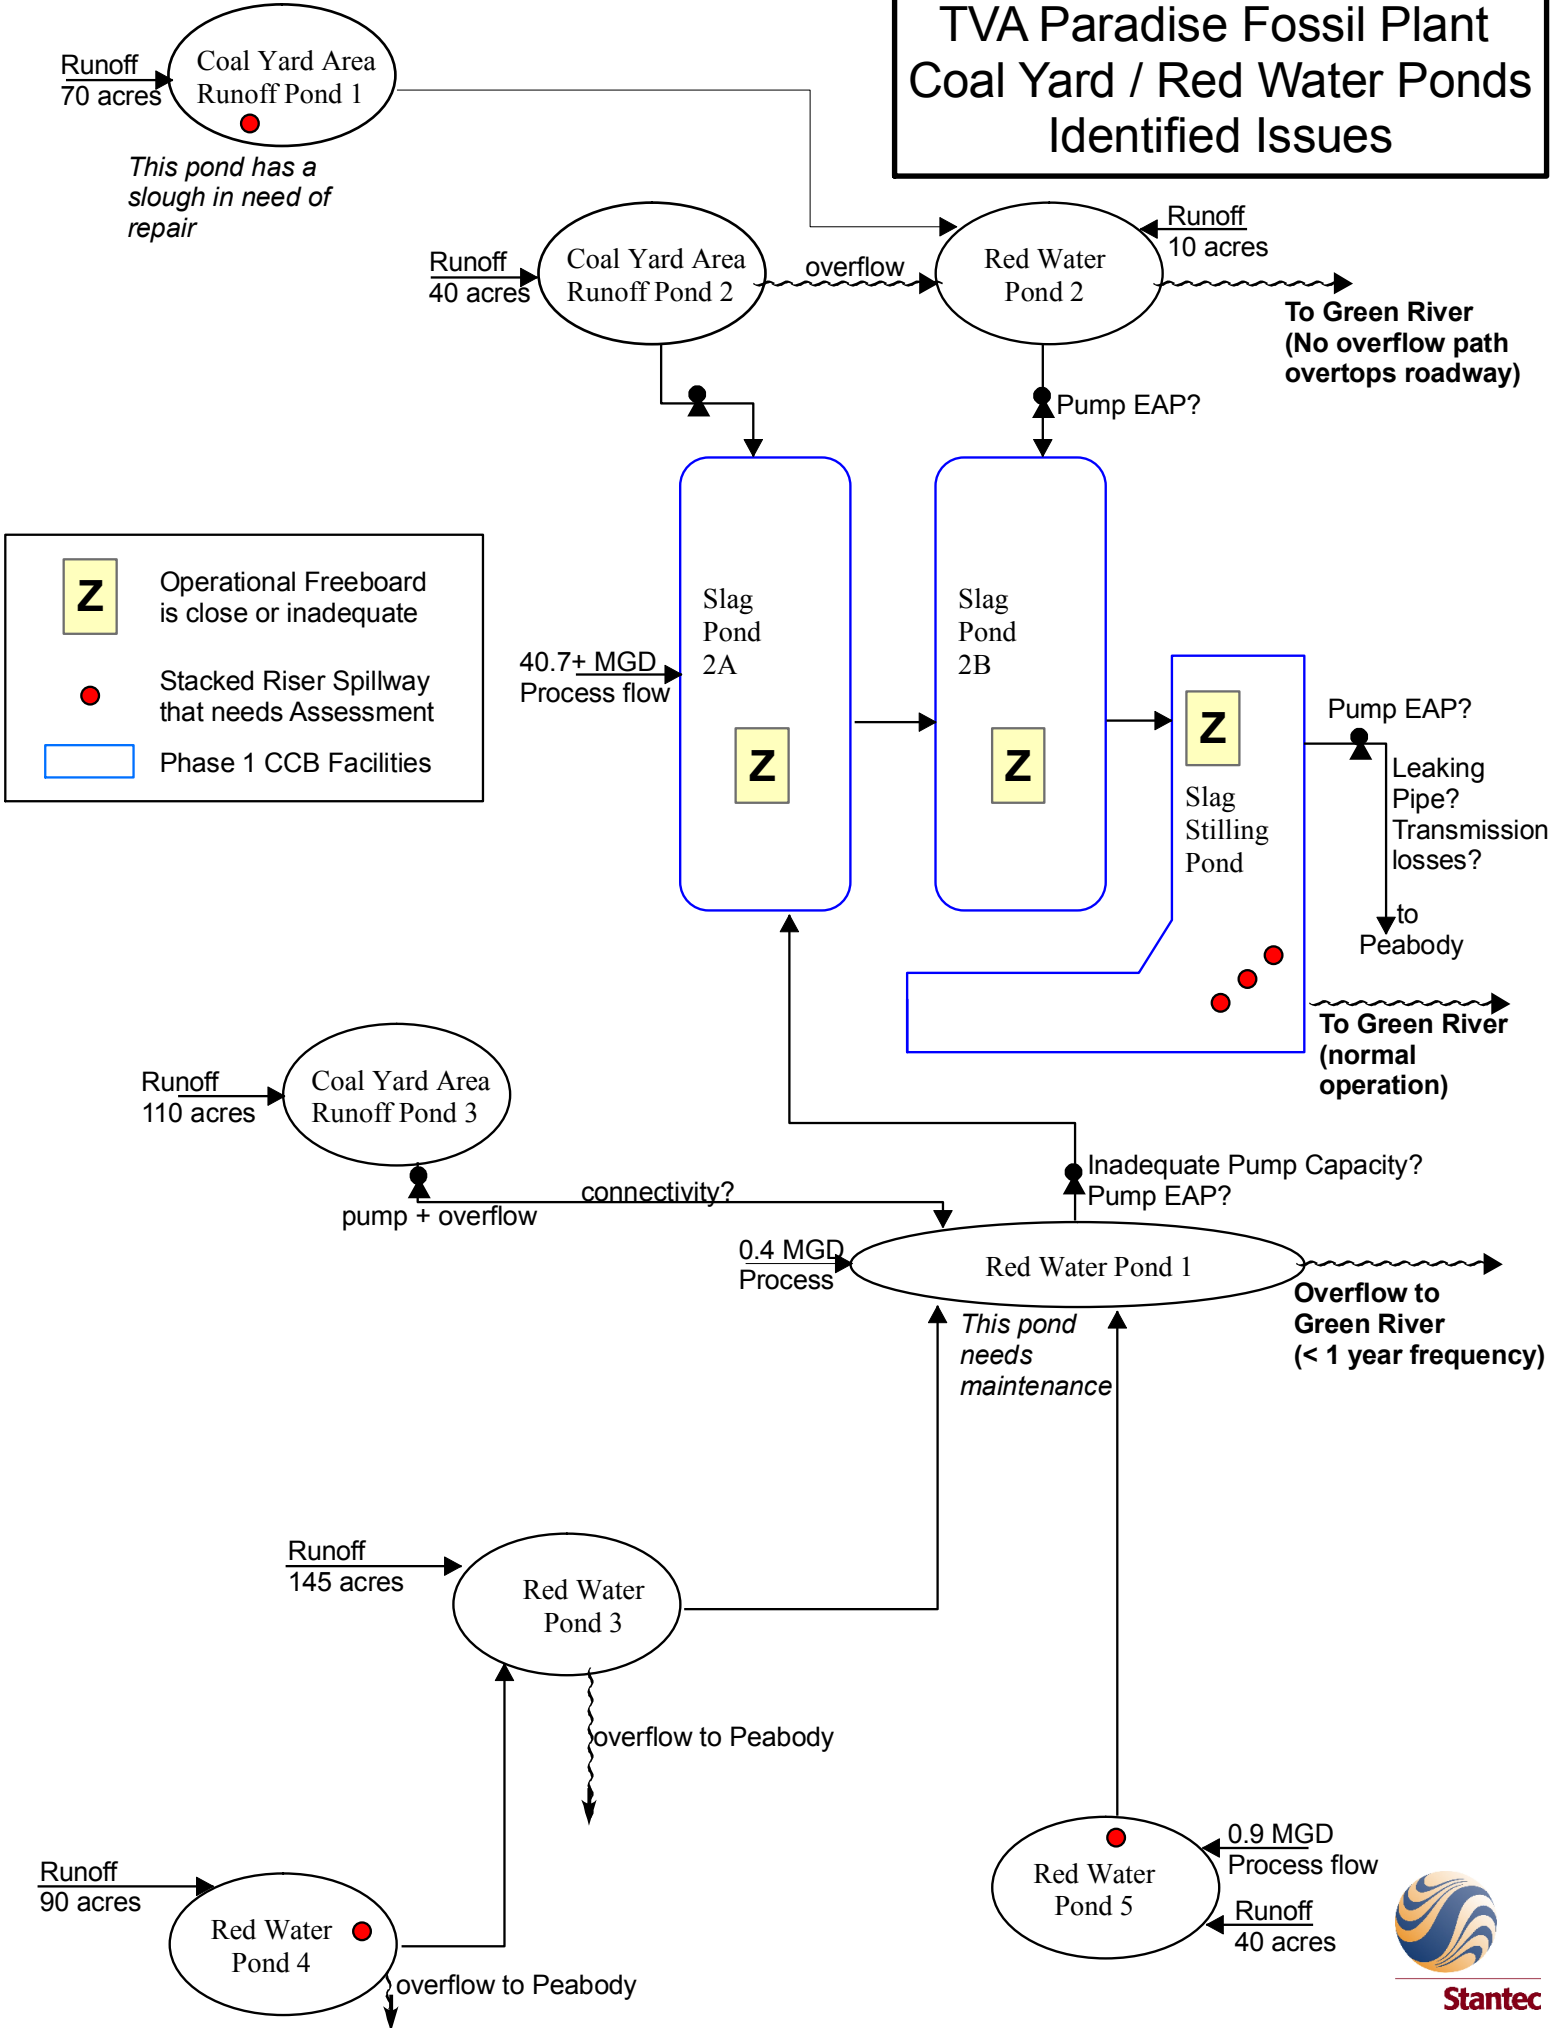 TVA Paradise Fossil Plant
Coal Yard / Red Water Ponds
Identified Issues
Runoff
70 acres
Coal Yard Area
Runoff Pond 1
This pond has a
slough in need of
repair
Runoff
40 acres
Coal Yard Area
Runoff Pond 2
overflow
Red Water
Pond 2
Runoff
10 acres
To Green River
(No overflow path
overtops roadway)
Pump EAP?
Z
Operational Freeboard
is close or inadequate
Stacked Riser Spillway
that needs Assessment
Phase 1 CCB Facilities
40.7+ MGD
Process flow
Slag
Pond
2A
Z
Slag
Pond
2B
Z
Z
Slag
Stilling
Pond
Pump EAP?
Leaking
Pipe?
Transmission
losses?
to
Peabody
To Green River
(normal
operation)
Runoff
110 acres
Coal Yard Area
Runoff Pond 3
pump + overflow
connectivity?
Inadequate Pump Capacity?
Pump EAP?
0.4 MGD
Process
Red Water Pond 1
Overflow to
Green River
(< 1 year frequency)
This pond
needs
maintenance
Runoff
145 acres
Red Water
Pond 3
overflow to Peabody
Runoff
90 acres
Red Water
Pond 4
overflow to Peabody
Red Water
Pond 5
0.9 MGD
Process flow
Runoff
40 acres
Stantec